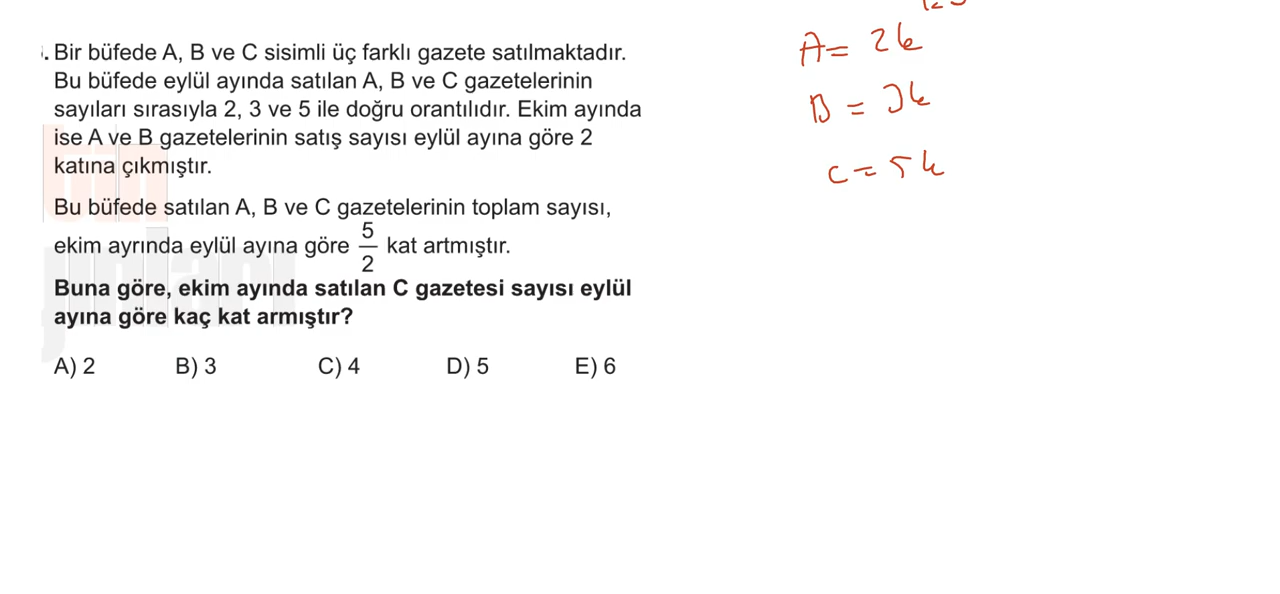 . Bir büfede A, B ve C sisimli üç farklı gazete satılmaktadır.
Bu büfede eylül ayında satılan A, B ve C gazetelerinin
sayıları sırasıyla 2, 3 ve 5 ile doğru orantılıdır. Ekim ayında
ise A ve B gazetelerinin satış sayısı eylül ayına göre 2
katına çıkmıştır.
Bu büfede satılan A, B ve C gazetelerinin toplam sayısı,
ekim ayrında eylül ayına göre 5/2 kat artmıştır.
Buna göre, ekim ayında satılan C gazetesi sayısı eylül
ayına göre kaç kat armıştır?
A) 2 B) 3 C) 4 D) 5 E) 6
A = 2k
B = 3k
C = 5k